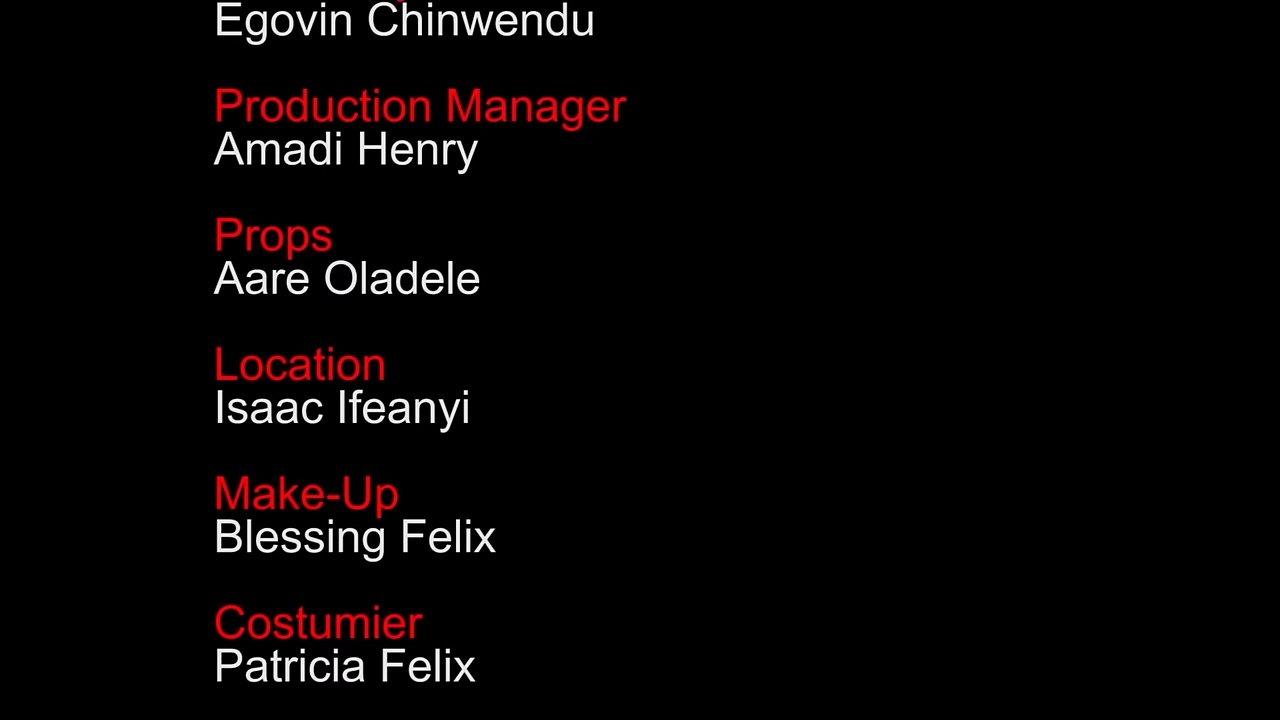 Egovin Chinwendu
Production Manager
Amadi Henry
Props
Aare Oladele
Location
Isaac Ifeanyi
Make-Up
Blessing Felix
Costumier
Patricia Felix